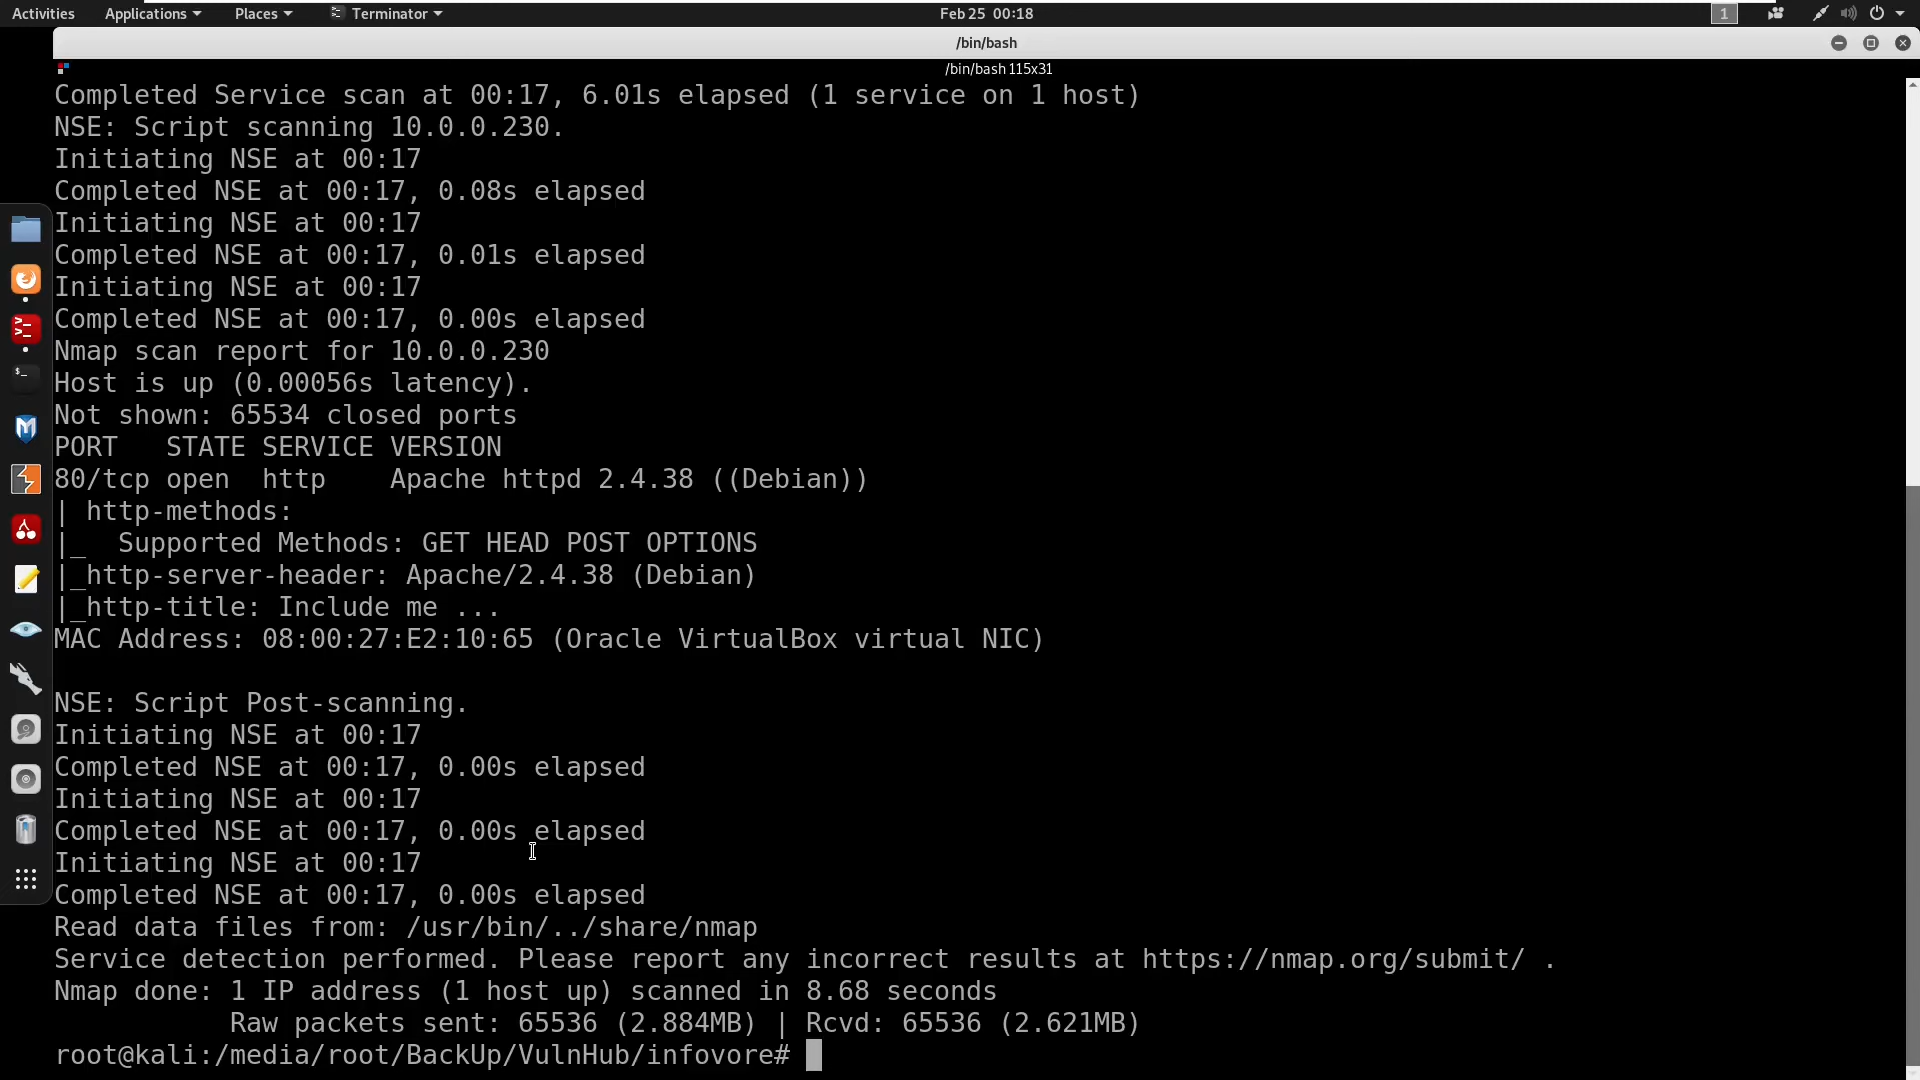 Activities Applications Places Terminator Feb 25 00:18 1
/bin/bash
/bin/bash 115x31
Completed Service scan at 00:17, 6.01s elapsed (1 service on 1 host)
NSE: Script scanning 10.0.0.230.
Initiating NSE at 00:17
Completed NSE at 00:17, 0.08s elapsed
Initiating NSE at 00:17
Completed NSE at 00:17, 0.01s elapsed
Initiating NSE at 00:17
Completed NSE at 00:17, 0.00s elapsed
Nmap scan report for 10.0.0.230
Host is up (0.00056s latency).
Not shown: 65534 closed ports
PORT   STATE SERVICE VERSION
80/tcp open  http    Apache httpd 2.4.38 ((Debian))
| http-methods:
|_  Supported Methods: GET HEAD POST OPTIONS
|_http-server-header: Apache/2.4.38 (Debian)
|_http-title: Include me ...
MAC Address: 08:00:27:E2:10:65 (Oracle VirtualBox virtual NIC)
NSE: Script Post-scanning.
Initiating NSE at 00:17
Completed NSE at 00:17, 0.00s elapsed
Initiating NSE at 00:17
Completed NSE at 00:17, 0.00s elapsed
Initiating NSE at 00:17
Completed NSE at 00:17, 0.00s elapsed
Read data files from: /usr/bin/../share/nmap
Service detection performed. Please report any incorrect results at https://nmap.org/submit/ .
Nmap done: 1 IP address (1 host up) scanned in 8.68 seconds
           Raw packets sent: 65536 (2.884MB) | Rcvd: 65536 (2.621MB)
root@kali:/media/root/BackUp/VulnHub/infovore#